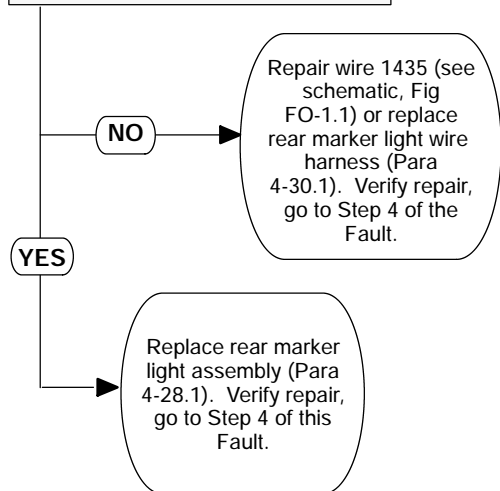 Repair wire 1435 (see
schematic, Fig
FO-1.1) or replace
rear marker light wire
harness (Para
4-30.1). Verify repair,
go to Step 4 of the
Fault.
NO
YES
Replace rear marker
light assembly (Para
4-28.1). Verify repair,
go to Step 4 of this
Fault.